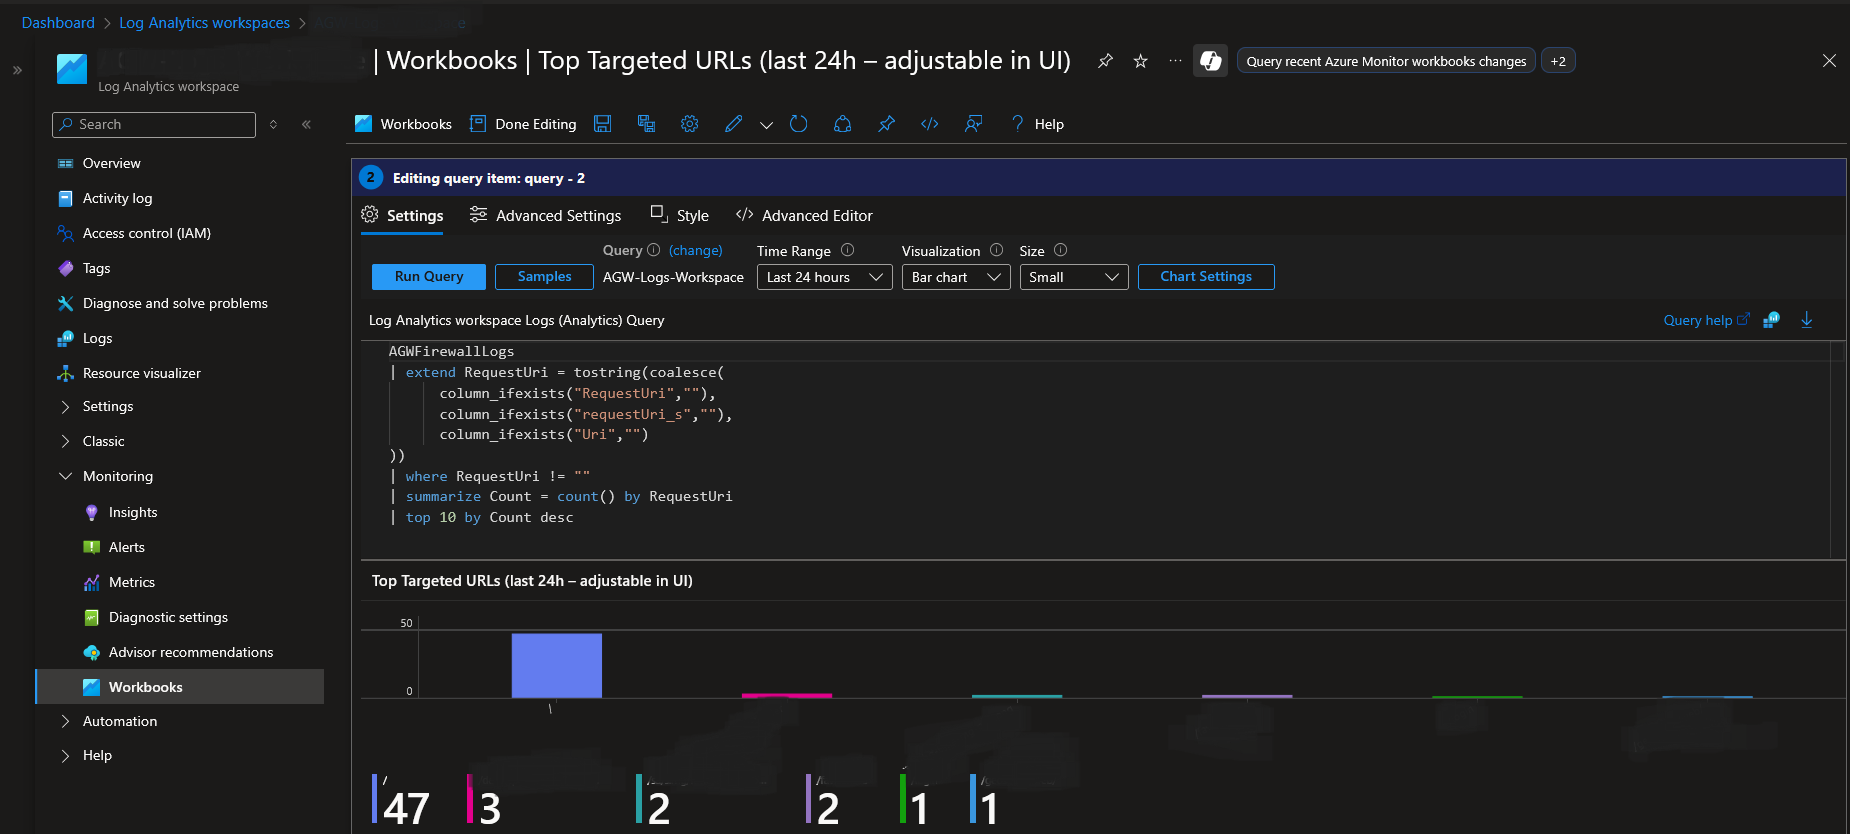 Dashboard > Log Analytics workspaces >
| Workbooks | Top Targeted URLs (last 24h – adjustable in UI)
Query recent Azure Monitor workbooks changes
+2
Log Analytics workspace
Search
Workbooks
Done Editing
Help
Overview
Activity log
Access control (IAM)
Tags
Diagnose and solve problems
Logs
Resource visualizer
Settings
Classic
Monitoring
Insights
Alerts
Metrics
Diagnostic settings
Advisor recommendations
Workbooks
Automation
Help
2 Editing query item: query - 2
Settings
Advanced Settings
Style
Advanced Editor
Query (change)
Time Range
Visualization
Size
Run Query
Samples
AGW-Logs-Workspace
Last 24 hours
Bar chart
Small
Chart Settings
Log Analytics workspace Logs (Analytics) Query
Query help
AGWFirewallLogs
| extend RequestUri = tostring(coalesce(
column_ifexists("RequestUri",""),
column_ifexists("requestUri_s",""),
column_ifexists("Uri","")
))
| where RequestUri != ""
| summarize Count = count() by RequestUri
| top 10 by Count desc
Top Targeted URLs (last 24h – adjustable in UI)
50
0
/
/
47
3
2
2
1
1